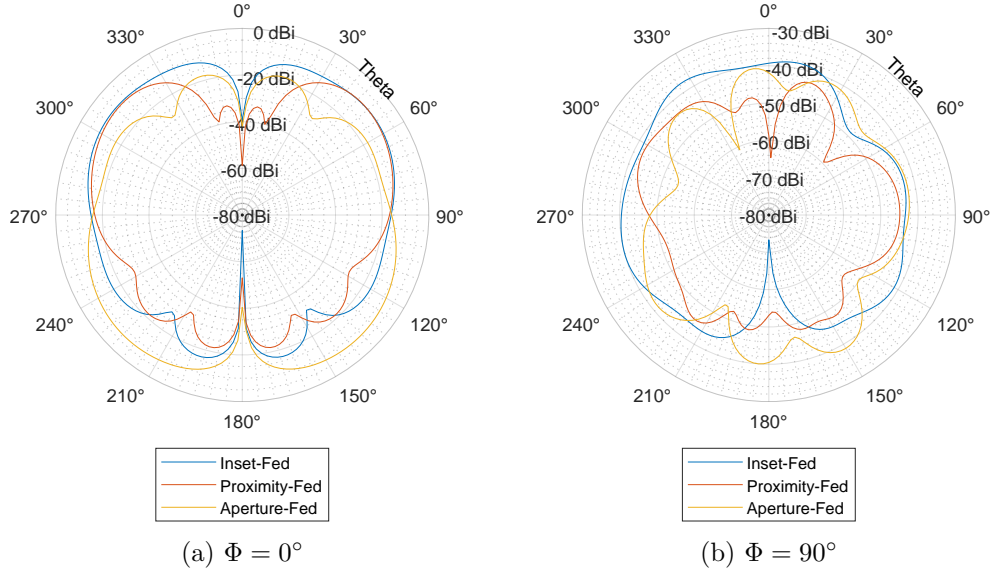 0°
30°
60°
90°
120°
150°
180°
210°
240°
270°
300°
330°
0 dBi
-20 dBi
-40 dBi
-60 dBi
-80 dBi
Theta
Inset-Fed
Proximity-Fed
Aperture-Fed
(a) Φ = 0°
0°
30°
60°
90°
120°
150°
180°
210°
240°
270°
300°
330°
-30 dBi
-40 dBi
-50 dBi
-60 dBi
-70 dBi
-80 dBi
Theta
Inset-Fed
Proximity-Fed
Aperture-Fed
(b) Φ = 90°